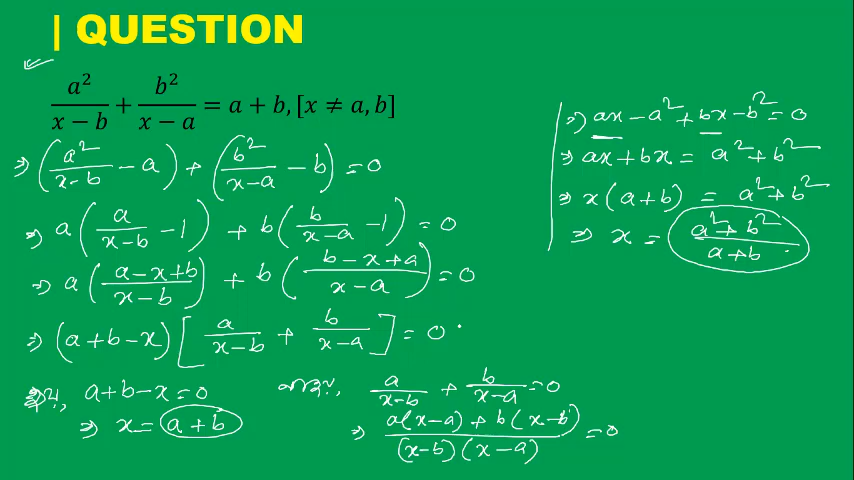 | QUESTION
a²/(x − b) + b²/(x − a) = a + b, [x ≠ a, b]
⇒ (a²/(x−b) − a) + (b²/(x−a) − b) = 0
⇒ a(a/(x−b) − 1) + b(b/(x−a) − 1) = 0
⇒ a((a−x+b)/(x−b)) + b((b−x+a)/(x−a)) = 0
⇒ (a+b−x)[a/(x−b) + b/(x−a)] = 0
a+b−x=0
⇒ x = a+b
a/(x−b) + b/(x−a) = 0
⇒ (a(x−a) + b(x−b))/((x−b)(x−a)) = 0
⇒ ax − a² + bx − b² = 0
⇒ ax + bx = a² + b²
⇒ x(a+b) = a² + b²
⇒ x = (a² + b²)/(a+b)